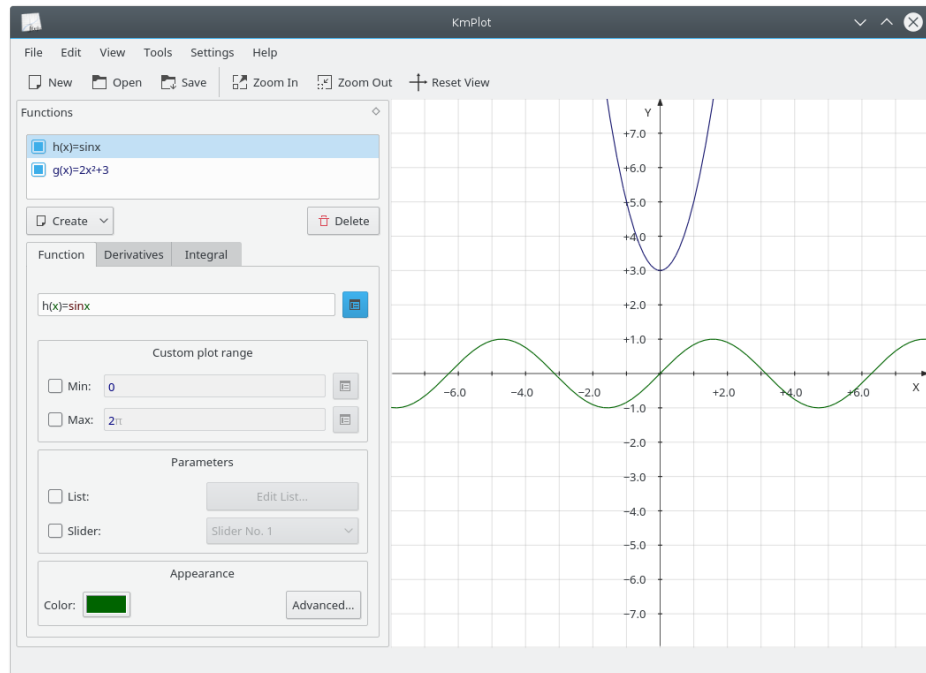 KmPlot
File Edit View Tools Settings Help
New Open Save Zoom In Zoom Out Reset View
Functions
h(x)=sinx
g(x)=2x²+3
Create Delete
Function Derivatives Integral
h(x)=sinx
Custom plot range
Min: 0
Max: 2π
Parameters
List: Edit List...
Slider: Slider No. 1
Appearance
Color: Advanced...
Y
+7.0
+6.0
+5.0
+4.0
+3.0
+2.0
+1.0
−6.0 −4.0 −2.0 +2.0 +4.0 +6.0 X
−1.0
−2.0
−3.0
−4.0
−5.0
−6.0
−7.0